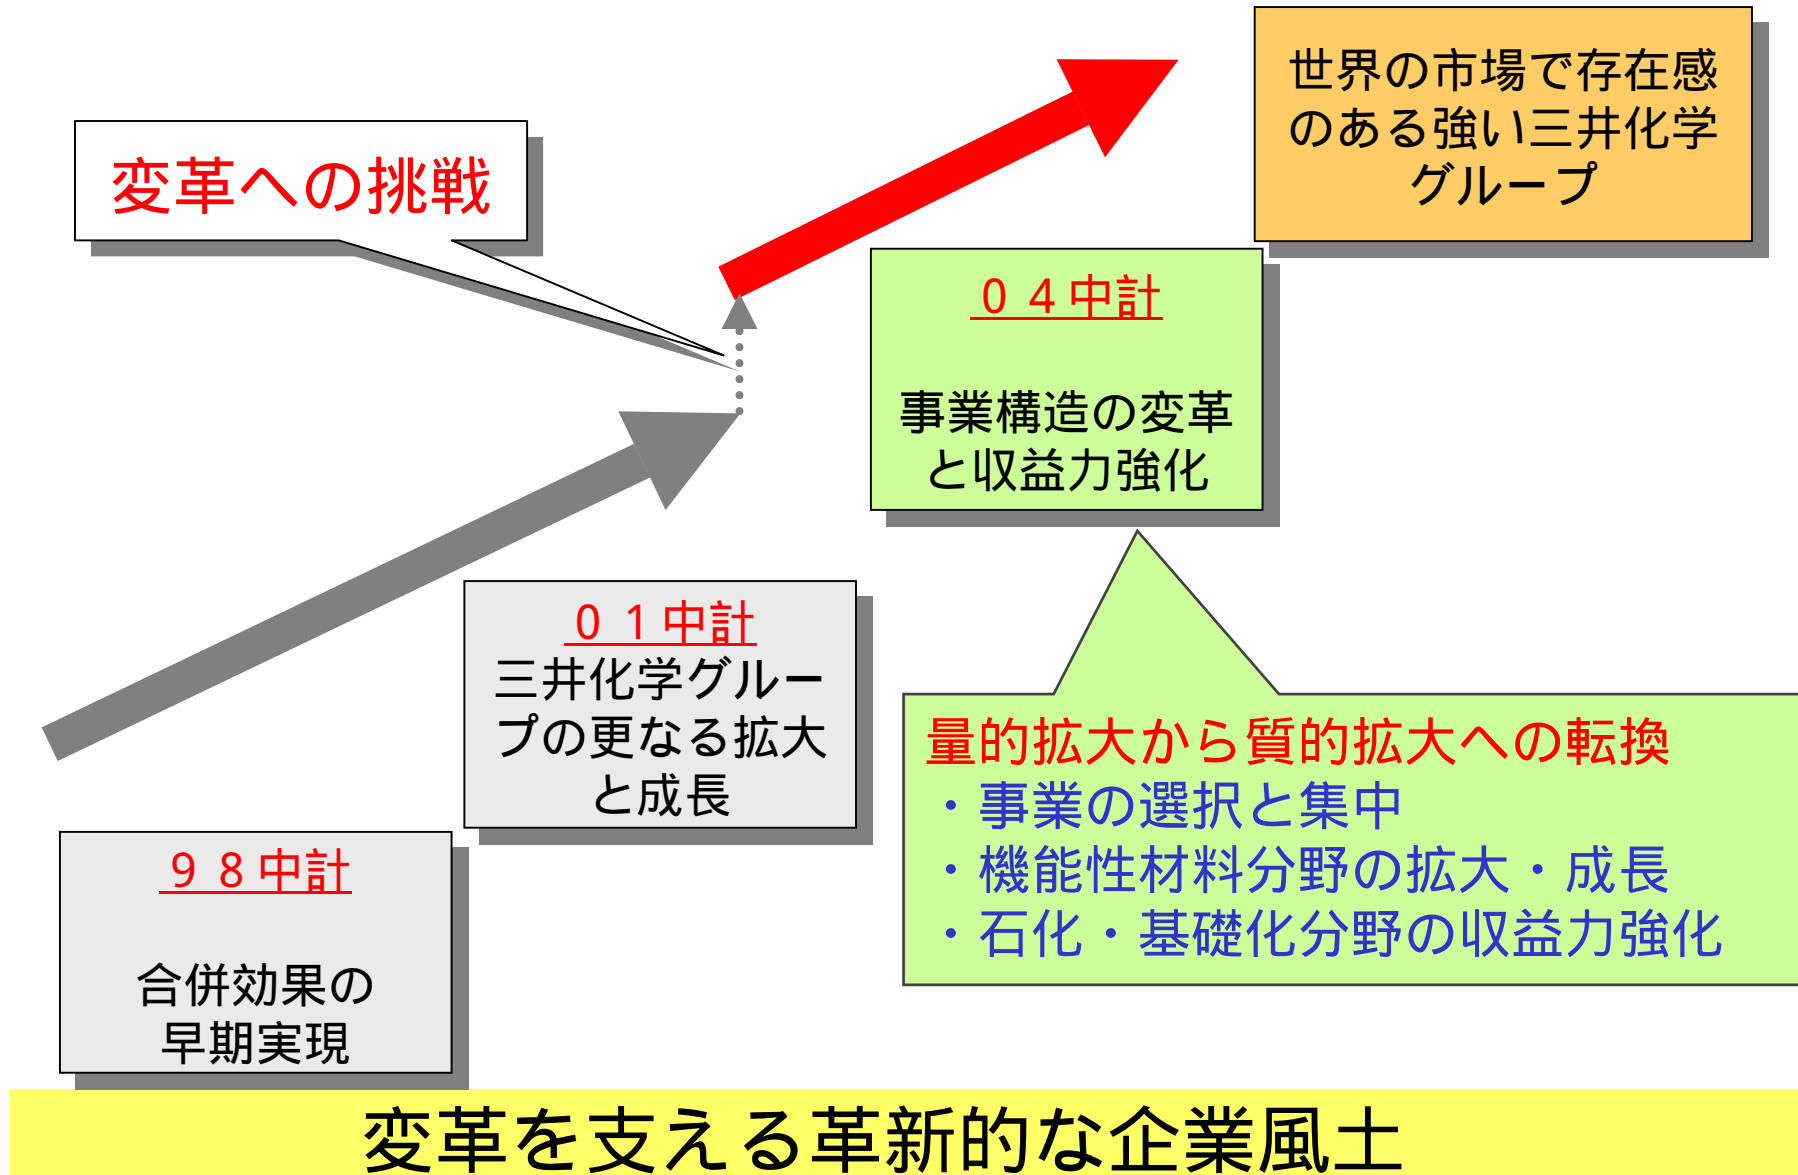 世界の市場で存在感
のある強い三井化学
グループ
変革への挑戦
０４中計
事業構造の変革
と収益力強化
０１中計
三井化学グルー
プの更なる拡大
と成長
量的拡大から質的拡大への転換
・事業の選択と集中
・機能性材料分野の拡大・成長
・石化・基礎化分野の収益力強化
９８中計
合併効果の
早期実現
変革を支える革新的な企業風土